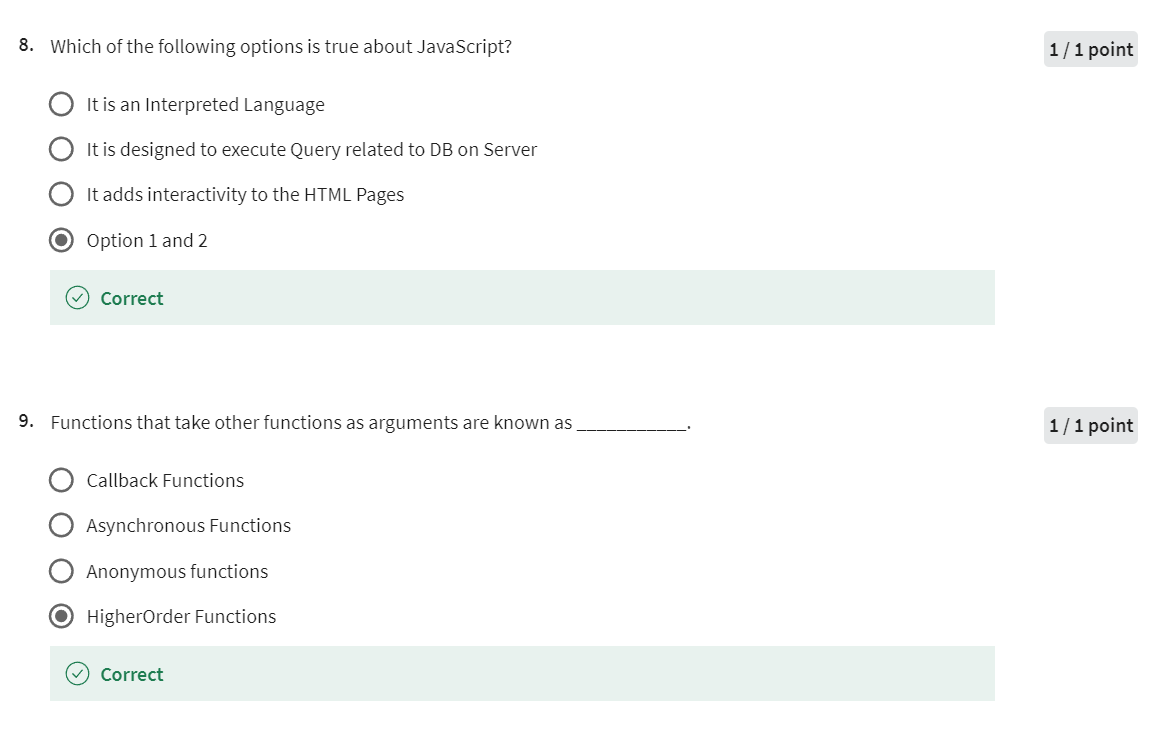 8. Which of the following options is true about JavaScript?
1 / 1 point
It is an Interpreted Language
It is designed to execute Query related to DB on Server
It adds interactivity to the HTML Pages
Option 1 and 2
Correct
9. Functions that take other functions as arguments are known as ___________.
1 / 1 point
Callback Functions
Asynchronous Functions
Anonymous functions
HigherOrder Functions
Correct